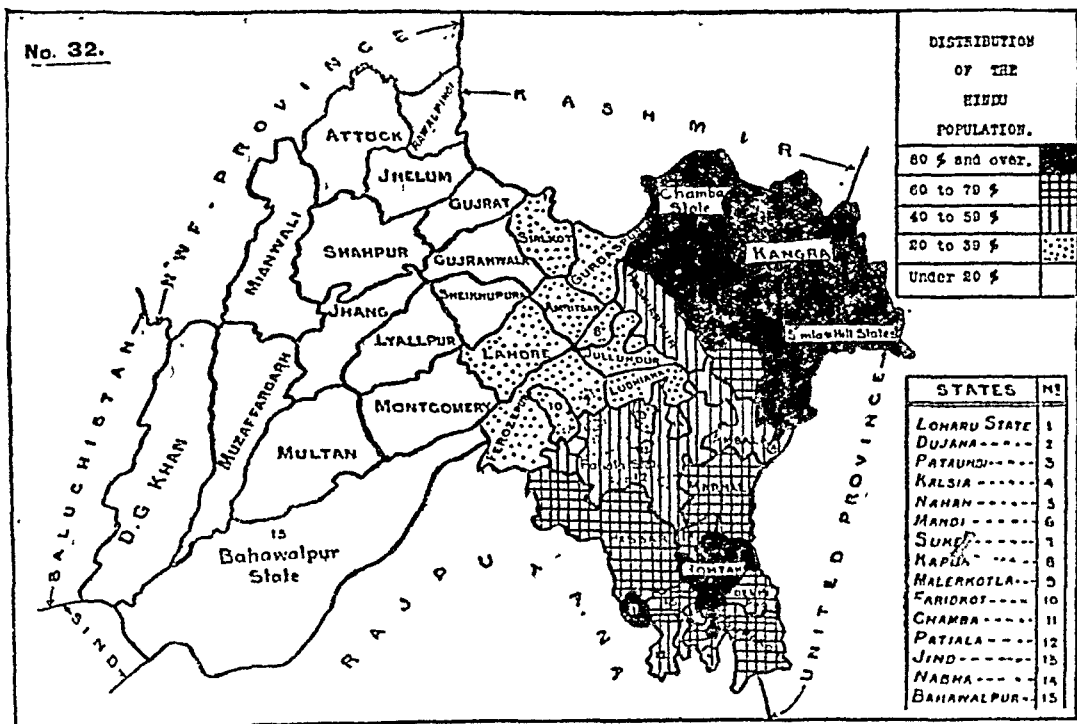 No. 32.
N.W.F. PROVINCE
KASHMIR
BALUCHISTAN
SIND
RAJPUTANA
UNITED PROVINCE
ATTOCK
RAWALPINDI
JHELUM
GUJRAT
MIANWALI
SHAHPUR
SIALKOT
GUJRANWALA
GURDASPUR
Chamba
State
KANGRA
Simla Hill States
SHEIKHUPURA
AMRITSAR
JHANG
LYALLPUR
LAHORE
JULLUNDUR
LUDHIANA
MUZAFFARGARH
MONTGOMERY
FEROZEPORE
10
D.G KHAN
MULTAN
15
Bahawalpur
State
ROHTAK
DISTRIBUTION
OF THE
HINDU
POPULATION.
80 % and over.
60 to 79 %
40 to 59 %
20 to 39 %
Under 20 %
STATES Nº
LOHARU STATE 1
DUJANA 2
PATAUDI 3
KALSIA 4
NAHAN 5
MANDI 6
SUKET 7
KAPUR 8
MALERKOTLA 9
FARIDKOT 10
CHAMBA 11
PATIALA 12
JIND 13
NABHA 14
BAHAWALPUR 15